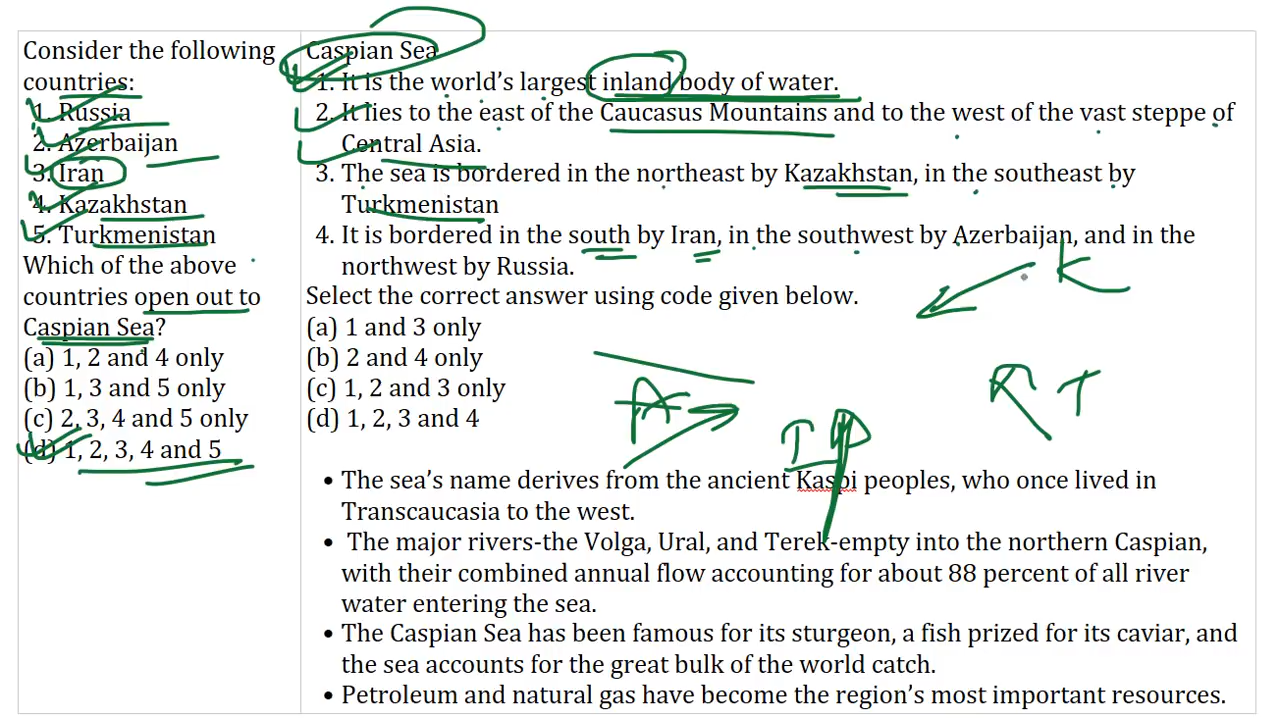 Consider the following
countries:
1. Russia
2. Azerbaijan
3. Iran
4. Kazakhstan
5. Turkmenistan
Which of the above
countries open out to
Caspian Sea?
(a) 1, 2 and 4 only
(b) 1, 3 and 5 only
(c) 2, 3, 4 and 5 only
(d) 1, 2, 3, 4 and 5
Caspian Sea
1. It is the world's largest inland body of water.
2. It lies to the east of the Caucasus Mountains and to the west of the vast steppe of
Central Asia.
3. The sea is bordered in the northeast by Kazakhstan, in the southeast by
Turkmenistan
4. It is bordered in the south by Iran, in the southwest by Azerbaijan, and in the
northwest by Russia.
Select the correct answer using code given below.
(a) 1 and 3 only
(b) 2 and 4 only
(c) 1, 2 and 3 only
(d) 1, 2, 3 and 4
K
A
I
T
• The sea's name derives from the ancient Kaspi peoples, who once lived in
Transcaucasia to the west.
• The major rivers-the Volga, Ural, and Terek-empty into the northern Caspian,
with their combined annual flow accounting for about 88 percent of all river
water entering the sea.
• The Caspian Sea has been famous for its sturgeon, a fish prized for its caviar, and
the sea accounts for the great bulk of the world catch.
• Petroleum and natural gas have become the region's most important resources.